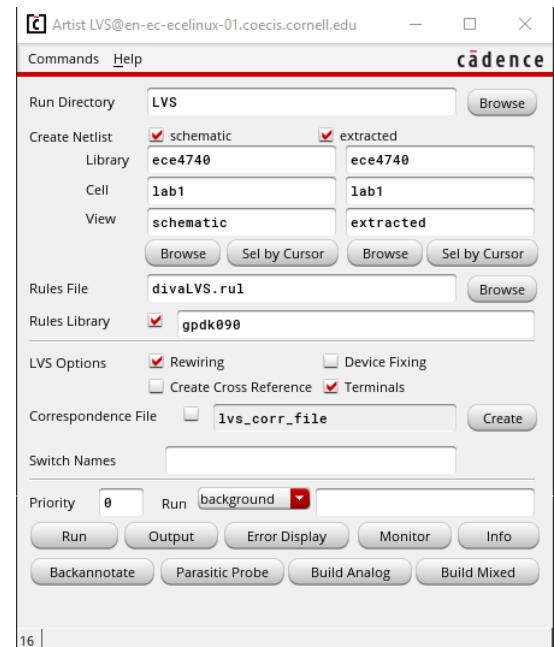 Artist LVS@en-ec-ecelinux-01.coecis.cornell.edu
Commands Help cādence
Run Directory LVS Browse
Create Netlist schematic extracted
Library ece4740 ece4740
Cell lab1 lab1
View schematic extracted
Browse Sel by Cursor Browse Sel by Cursor
Rules File divaLVS.rul Browse
Rules Library gpdk090
LVS Options Rewiring Device Fixing
Create Cross Reference Terminals
Correspondence File lvs_corr_file Create
Switch Names
Priority 0 Run background
Run Output Error Display Monitor Info
Backannotate Parasitic Probe Build Analog Build Mixed
16